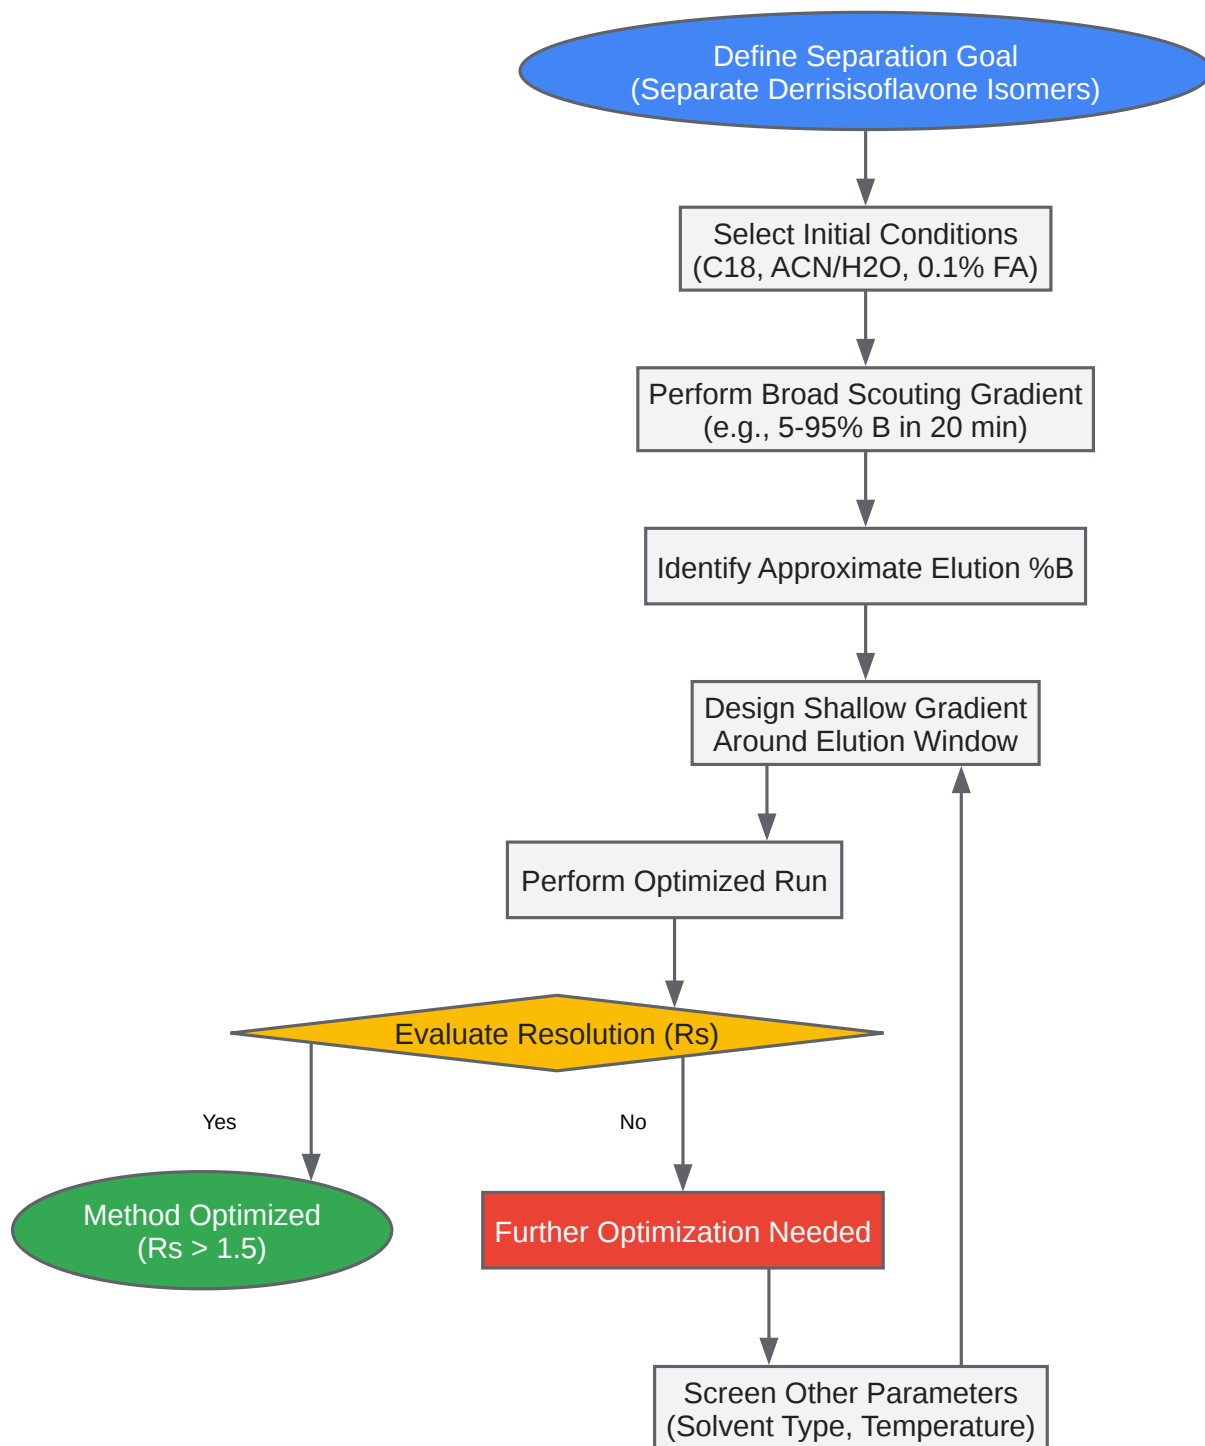 Define Separation Goal
(Separate Derrisisoflavone Isomers)
Select Initial Conditions
(C18, ACN/H2O, 0.1% FA)
Perform Broad Scouting Gradient
(e.g., 5-95% B in 20 min)
Identify Approximate Elution %B
Design Shallow Gradient
Around Elution Window
Perform Optimized Run
Evaluate Resolution (Rs)
Yes
No
Method Optimized
(Rs > 1.5)
Further Optimization Needed
Screen Other Parameters
(Solvent Type, Temperature)